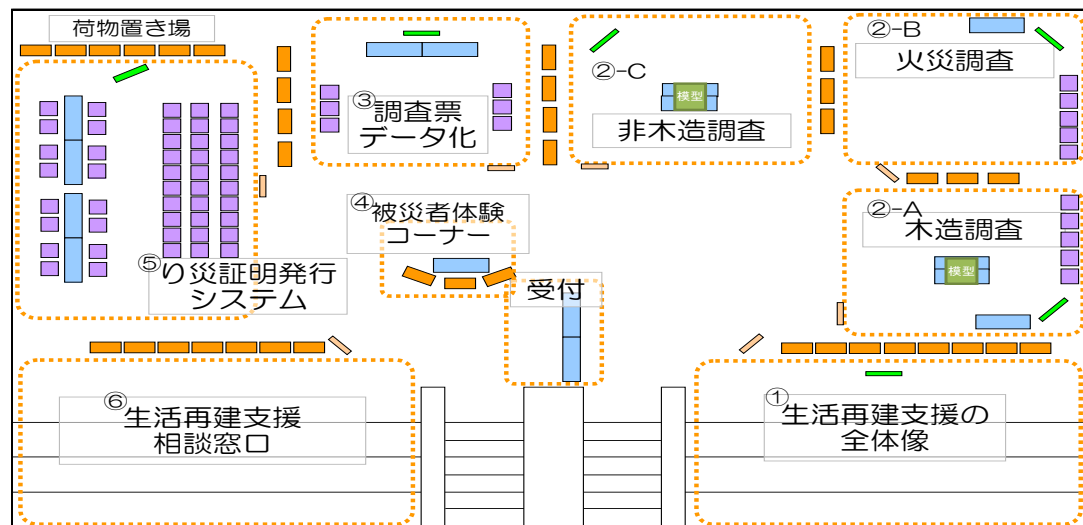 荷物置き場
③調査票
データ化
②-C
模型
非木造調査
②-B
火災調査
②-A
木造調査
模型
④被災者体験
コーナー
受付
⑤り災証明発行
システム
⑥生活再建支援
相談窓口
①生活再建支援の
全体像